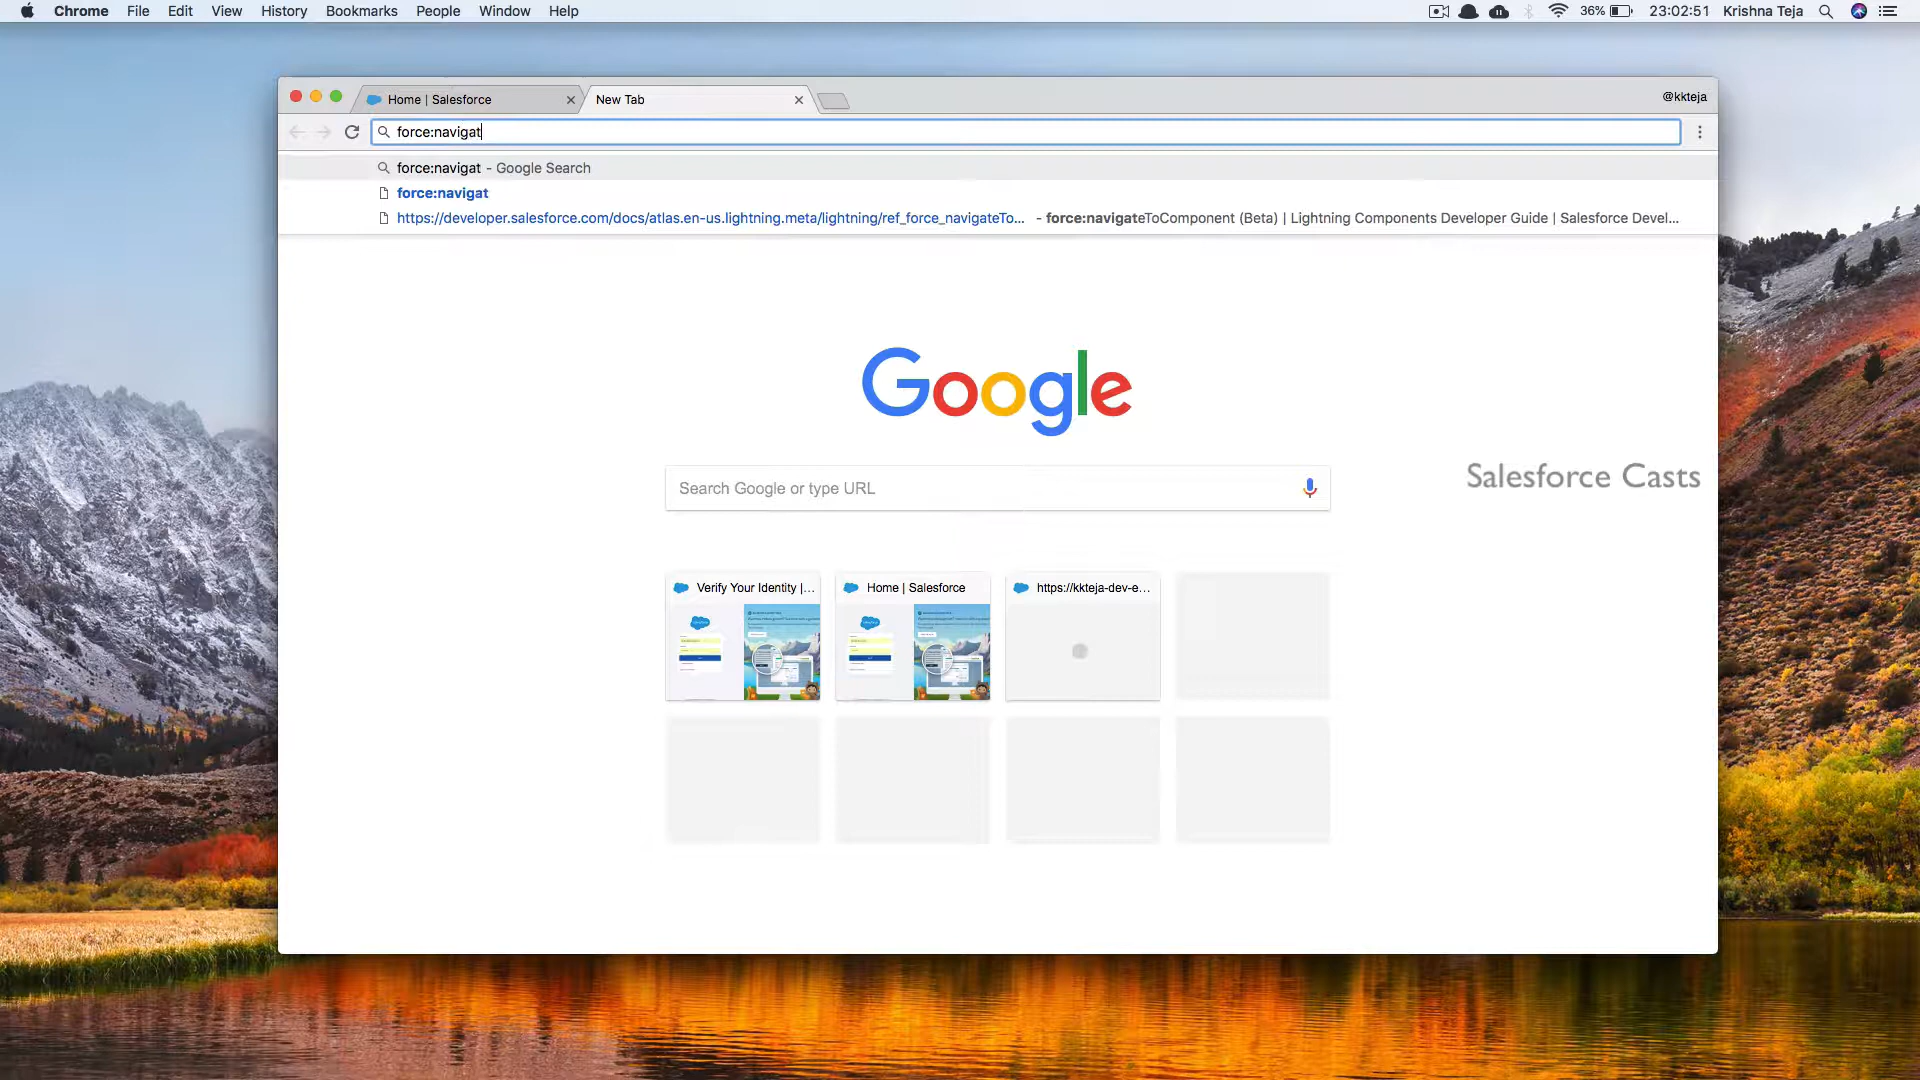 Chrome File Edit View History Bookmarks People Window Help
36% 23:02:51 Krishna Teja
Home | Salesforce
New Tab
@kkteja
force:navigat
force:navigat - Google Search
force:navigat
https://developer.salesforce.com/docs/atlas.en-us.lightning.meta/lightning/ref_force_navigateTo... - force:navigateToComponent (Beta) | Lightning Components Developer Guide | Salesforce Devel...
Google
Search Google or type URL
Salesforce Casts
Verify Your Identity |...
Home | Salesforce
https://kkteja-dev-e...